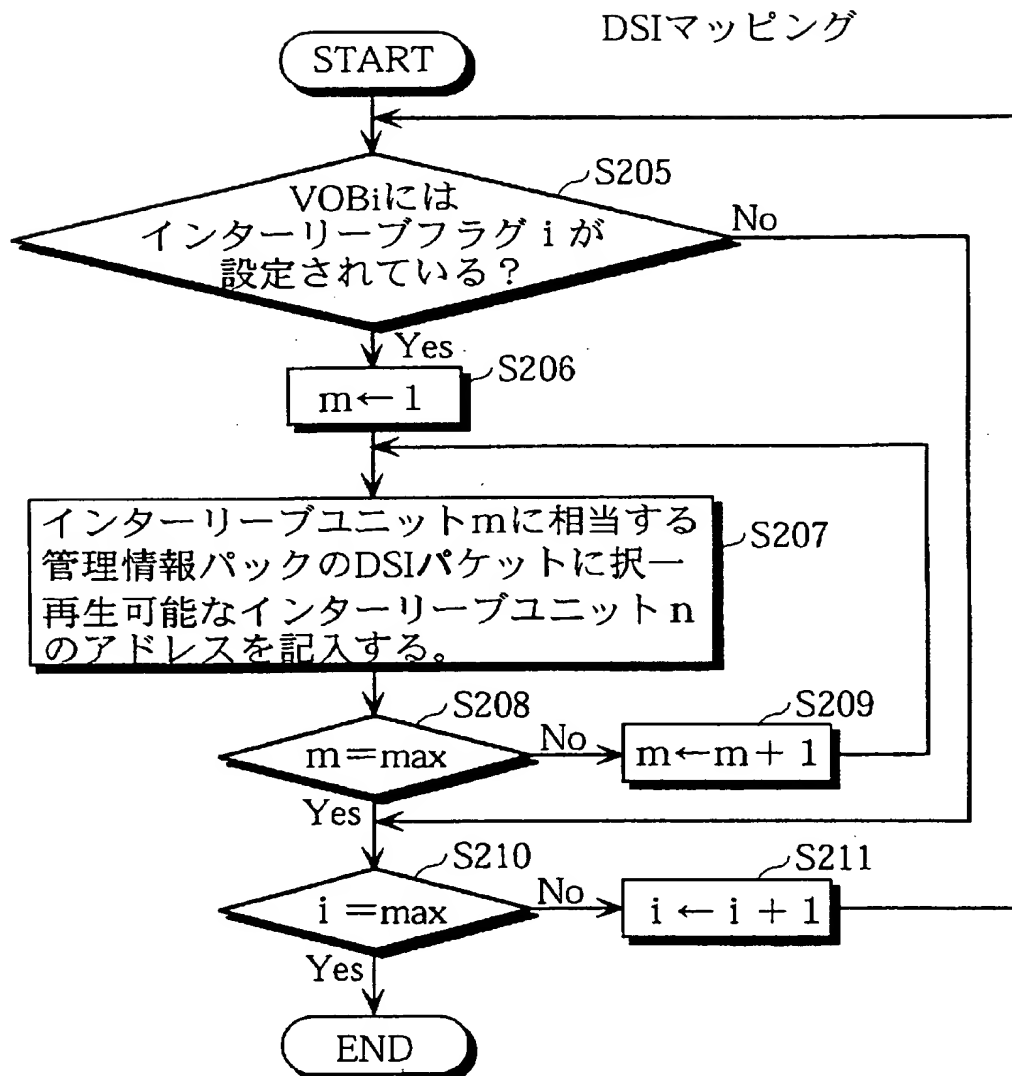 DSIマッピング
START
S205
VOBiには
インターリーブフラグ i が
設定されている？
No
Yes
S206
m←1
S207
インターリーブユニットmに相当する
管理情報パックのDSIパケットに択一
再生可能なインターリーブユニット n
のアドレスを記入する。
S208
m＝max
No
S209
m←m＋1
Yes
S210
i＝max
No
S211
i ← i＋1
Yes
END